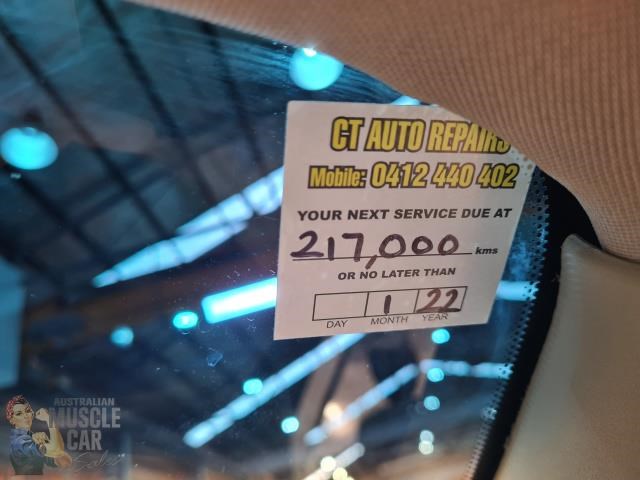 CT AUTO REPAIRS
Mobile: 0412 440 402
YOUR NEXT SERVICE DUE AT
217,000 kms
OR NO LATER THAN
1 22
DAY MONTH YEAR
AUSTRALIAN
MUSCLE
CAR
Sales